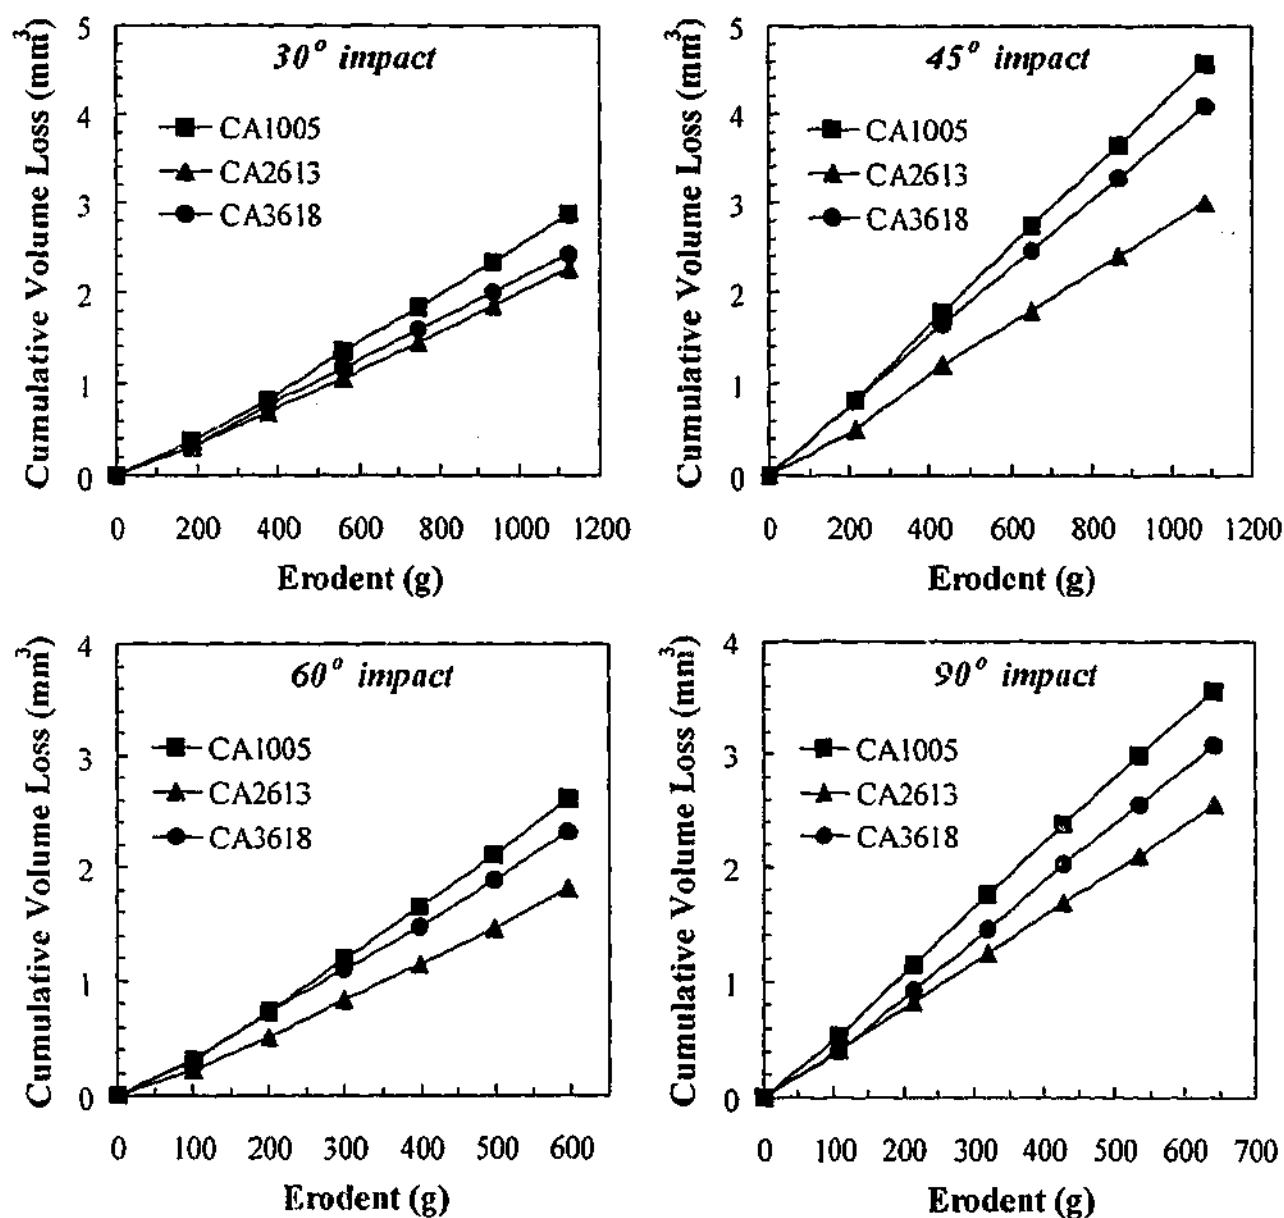 30° impact
CA1005
CA2613
CA3618
5
4
3
2
1
0
Cumulative Volume Loss (mm³)
0 200 400 600 800 1000 1200
Erodent (g)
45° impact
CA1005
CA2613
CA3618
5
4
3
2
1
0
Cumulative Volume Loss (mm³)
0 200 400 600 800 1000 1200
Erodent (g)
60° impact
CA1005
CA2613
CA3618
4
3
2
1
0
Cumulative Volume Loss (mm³)
0 100 200 300 400 500 600
Erodent (g)
90° impact
CA1005
CA2613
CA3618
4
3
2
1
0
Cumulative Volume Loss (mm³)
0 100 200 300 400 500 600 700
Erodent (g)